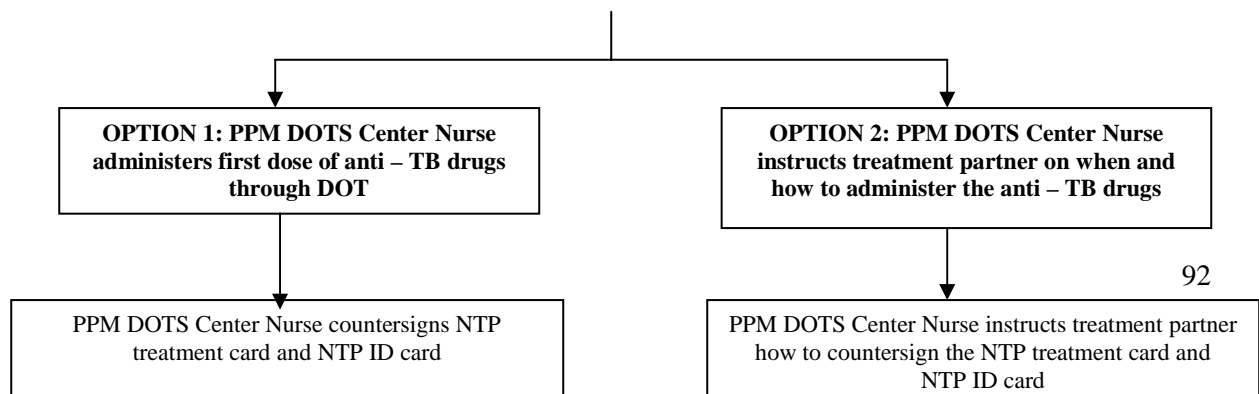 OPTION 1: PPM DOTS Center Nurse
administers first dose of anti – TB drugs
through DOT
OPTION 2: PPM DOTS Center Nurse
instructs treatment partner on when and
how to administer the anti – TB drugs
92
PPM DOTS Center Nurse countersigns NTP
treatment card and NTP ID card
PPM DOTS Center Nurse instructs treatment partner
how to countersign the NTP treatment card and
NTP ID card